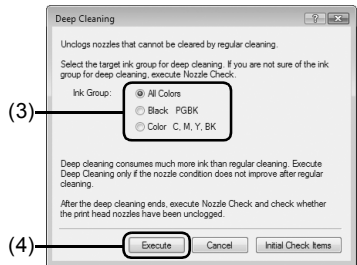 Deep Cleaning
Unclogs nozzles that cannot be cleared by regular cleaning.
Select the target ink group for deep cleaning. If you are not sure of the ink
group for deep cleaning, execute Nozzle Check.
Ink Group: All Colors
(3) Black PGBK
Color C, M, Y, BK
Deep cleaning consumes much more ink than regular cleaning. Execute
Deep Cleaning only if the nozzle condition does not improve after regular
cleaning.
After the deep cleaning ends, execute Nozzle Check and check whether
the print head nozzles have been unclogged.
(4) Execute Cancel Initial Check Items